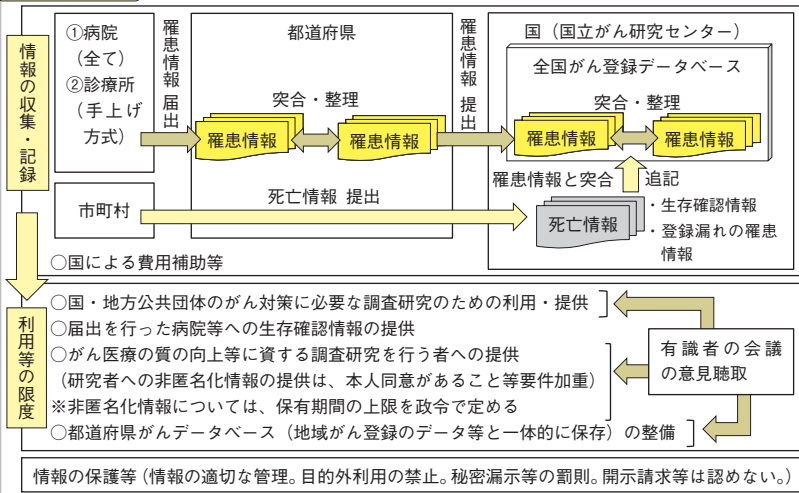 情報の収集・記録
①病院
（全て）
②診療所
（手上げ
方式）
罹患情報 届出
都道府県
突合・整理
罹患情報
罹患情報
罹患情報 提出
国（国立がん研究センター）
全国がん登録データベース
突合・整理
罹患情報
罹患情報
罹患情報と突合
追記
市町村
死亡情報 提出
死亡情報
・生存確認情報
・登録漏れの罹患
情報
○国による費用補助等
利用等の限度
○国・地方公共団体のがん対策に必要な調査研究のための利用・提供
○届出を行った病院等への生存確認情報の提供
○がん医療の質の向上等に資する調査研究を行う者への提供
（研究者への非匿名化情報の提供は、本人同意があること等要件加重）
※非匿名化情報については、保有期間の上限を政令で定める
○都道府県がんデータベース（地域がん登録のデータ等と一体的に保存）の整備
有識者の会議
の意見聴取
情報の保護等（情報の適切な管理。目的外利用の禁止。秘密漏示等の罰則。開示請求等は認めない。）